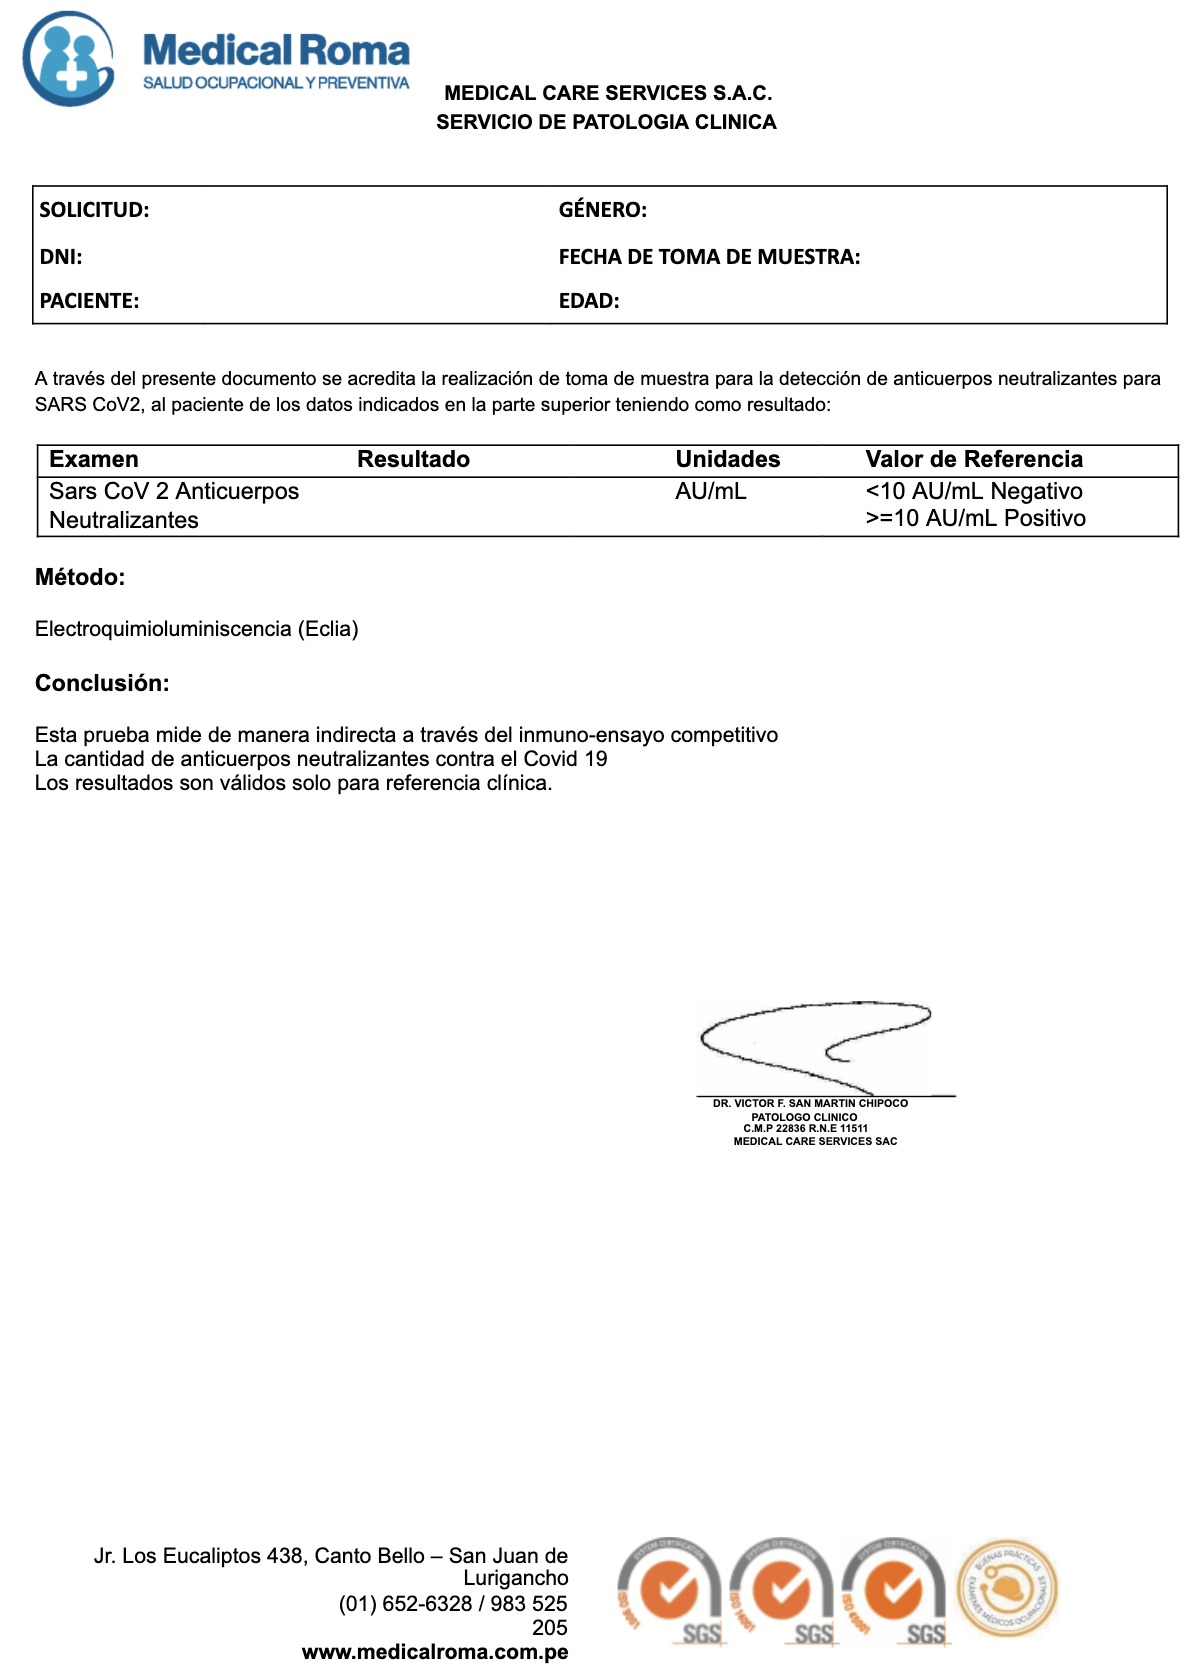 Medical Roma
SALUD OCUPACIONAL Y PREVENTIVA
MEDICAL CARE SERVICES S.A.C.
SERVICIO DE PATOLOGIA CLINICA
SOLICITUD: GÉNERO:
DNI: FECHA DE TOMA DE MUESTRA:
PACIENTE: EDAD:
A través del presente documento se acredita la realización de toma de muestra para la detección de anticuerpos neutralizantes para
SARS CoV2, al paciente de los datos indicados en la parte superior teniendo como resultado:
Examen Resultado Unidades Valor de Referencia
Sars CoV 2 Anticuerpos AU/mL <10 AU/mL Negativo
Neutralizantes >=10 AU/mL Positivo
Método:
Electroquimioluminiscencia (Eclia)
Conclusión:
Esta prueba mide de manera indirecta a través del inmuno-ensayo competitivo
La cantidad de anticuerpos neutralizantes contra el Covid 19
Los resultados son válidos solo para referencia clínica.
DR. VICTOR F. SAN MARTIN CHIPOCO
PATOLOGO CLINICO
C.M.P 22836 R.N.E 11511
MEDICAL CARE SERVICES SAC
Jr. Los Eucaliptos 438, Canto Bello – San Juan de
Lurigancho
(01) 652-6328 / 983 525
205
www.medicalroma.com.pe
SYSTEM CERTIFICATION
ISO 9001
SGS
SYSTEM CERTIFICATION
ISO 14001
SGS
SYSTEM CERTIFICATION
ISO 45001
SGS
BUENAS PRÁCTICAS
EXÁMENES MÉDICOS OCUPACIONALES